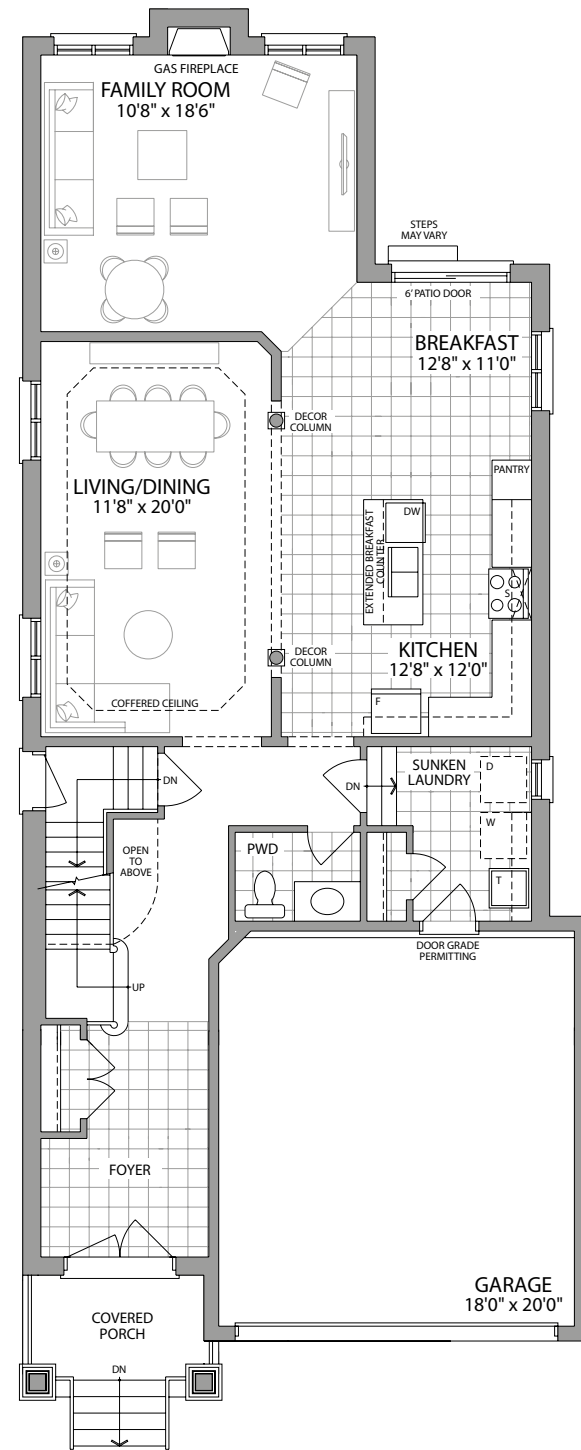 GAS FIREPLACE
FAMILY ROOM
10'8" x 18'6"
STEPS
MAY VARY
6' PATIO DOOR
BREAKFAST
12'8" x 11'0"
DECOR
COLUMN
PANTRY
LIVING/DINING
11'8" x 20'0"
DW
EXTENDED BREAKFAST
COUNTER
S
DECOR
COLUMN
KITCHEN
12'8" x 12'0"
COFFERED CEILING
F
SUNKEN
LAUNDRY
D
DN
DN
W
OPEN
TO
ABOVE
PWD
T
DOOR GRADE
PERMITTING
UP
FOYER
GARAGE
18'0" x 20'0"
COVERED
PORCH
DN